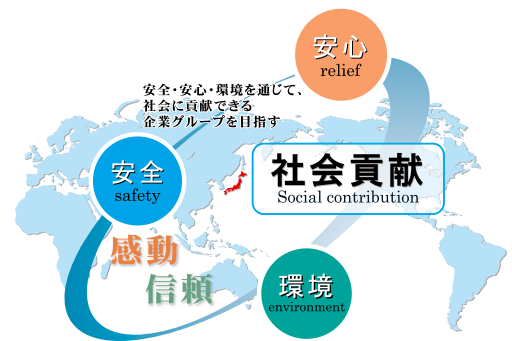 安心
relief
安全・安心・環境を通じて、
社会に貢献できる
企業グループを目指す
安全
safety
社会貢献
Social contribution
感動
信頼
環境
environment